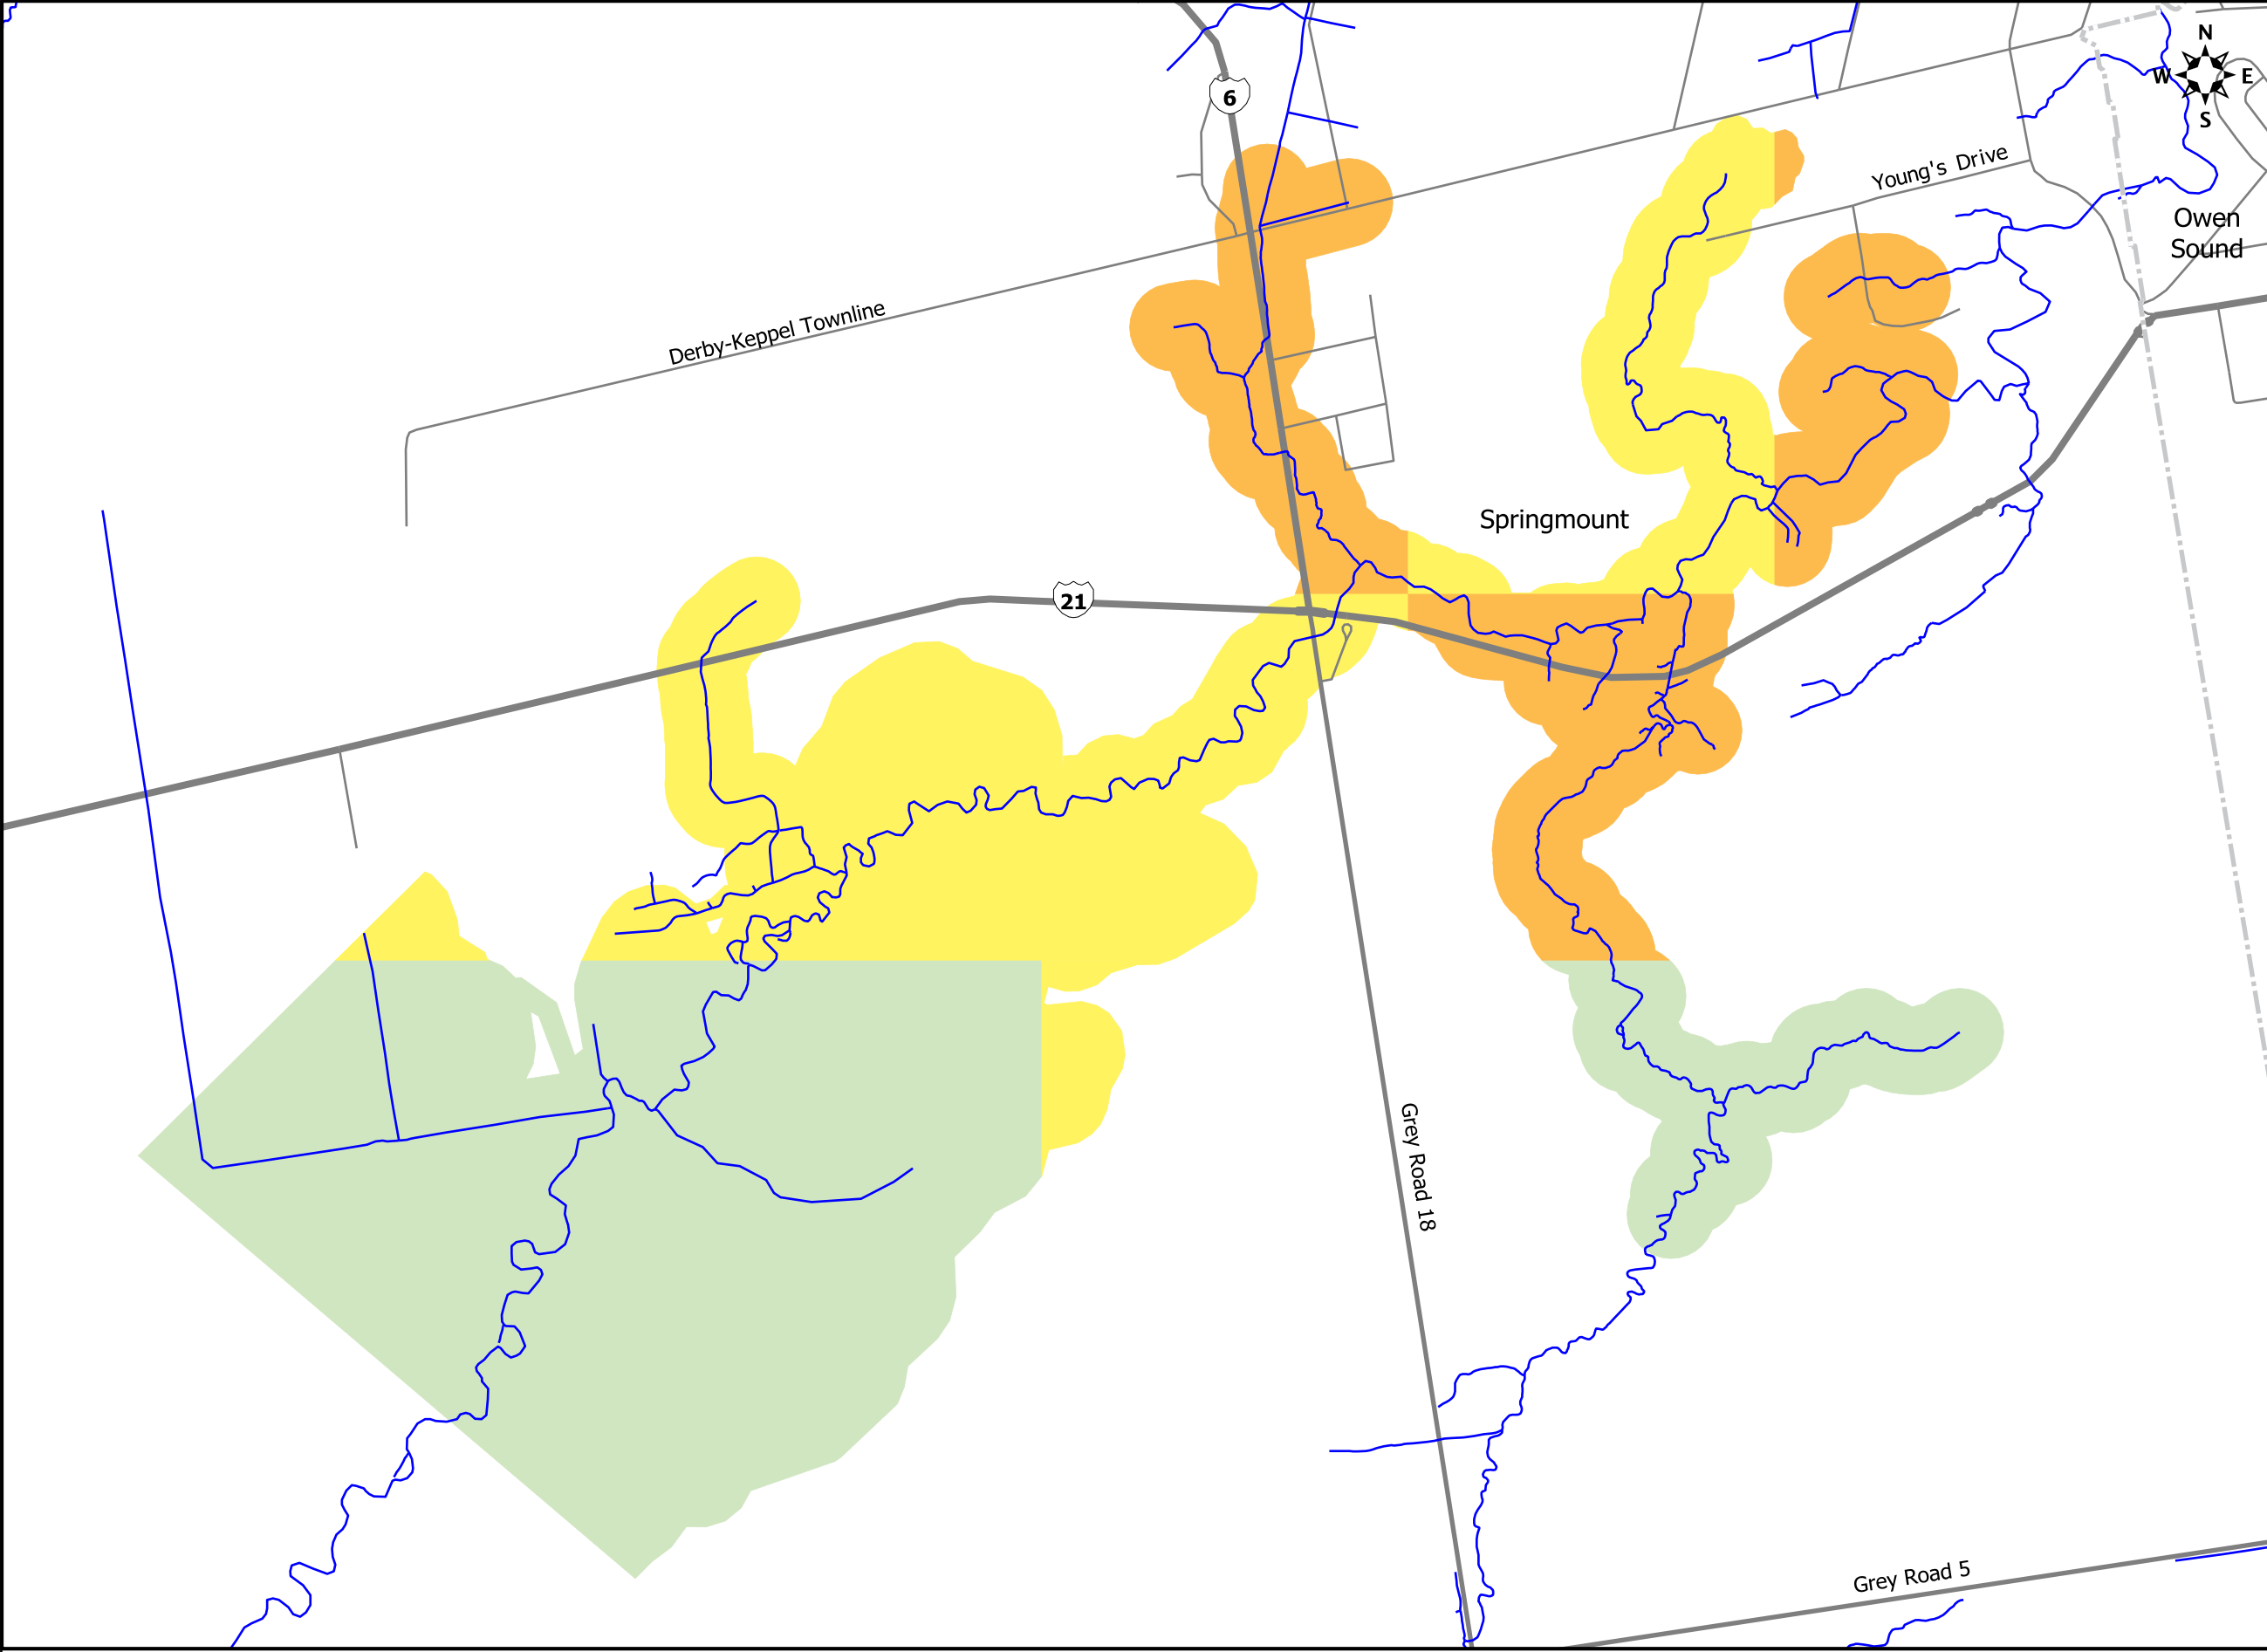 N
6
W
E
S
Young's Drive
Owen
Sound
Derby-Keppel Townline
Springmount
21
Grey Road 18
Grey Road 5